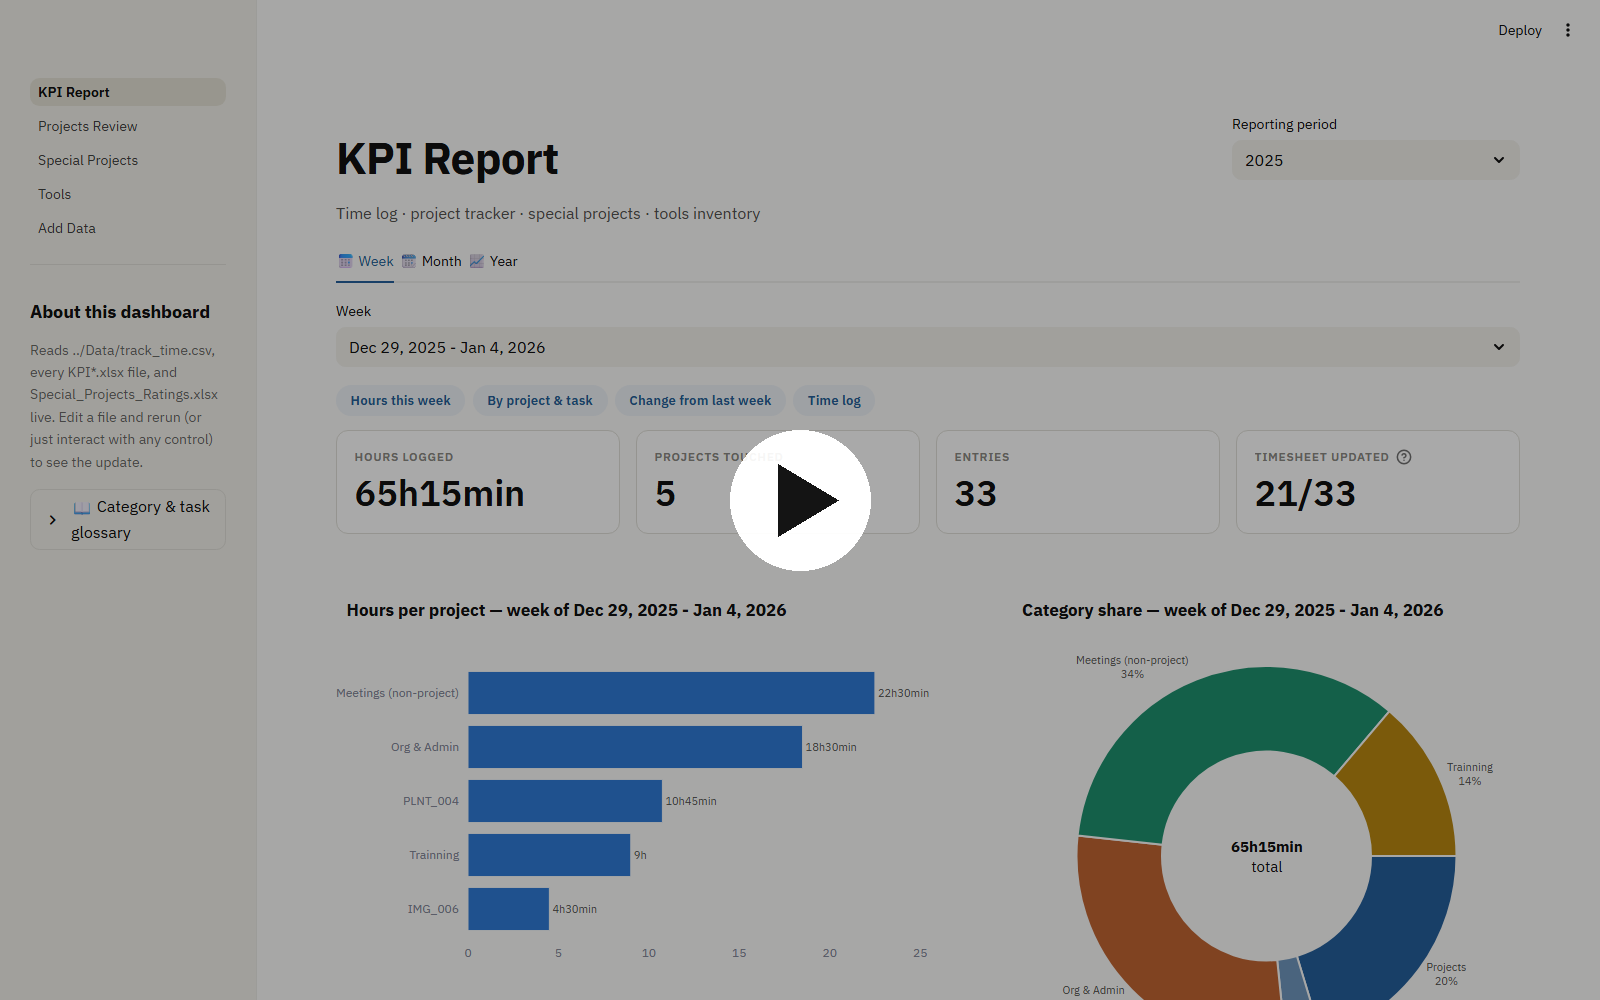 Deploy
KPI Report
Projects Review
Special Projects
Tools
Add Data
About this dashboard
Reads ../Data/track_time.csv,
every KPI*.xlsx file, and
Special_Projects_Ratings.xlsx
live. Edit a file and rerun (or
just interact with any control)
to see the update.
Category & task
glossary
KPI Report
Reporting period
2025
Time log · project tracker · special projects · tools inventory
Week
Month
Year
Week
Dec 29, 2025 - Jan 4, 2026
Hours this week
By project & task
Change from last week
Time log
HOURS LOGGED
65h15min
PROJECTS TOUCHED
5
ENTRIES
33
TIMESHEET UPDATED
21/33
Hours per project — week of Dec 29, 2025 - Jan 4, 2026
Meetings (non-project)
22h30min
Org & Admin
18h30min
PLNT_004
10h45min
Trainning
9h
IMG_006
4h30min
0 5 10 15 20 25
Category share — week of Dec 29, 2025 - Jan 4, 2026
Meetings (non-project)
34%
Trainning
14%
65h15min
total
Projects
20%
Org & Admin